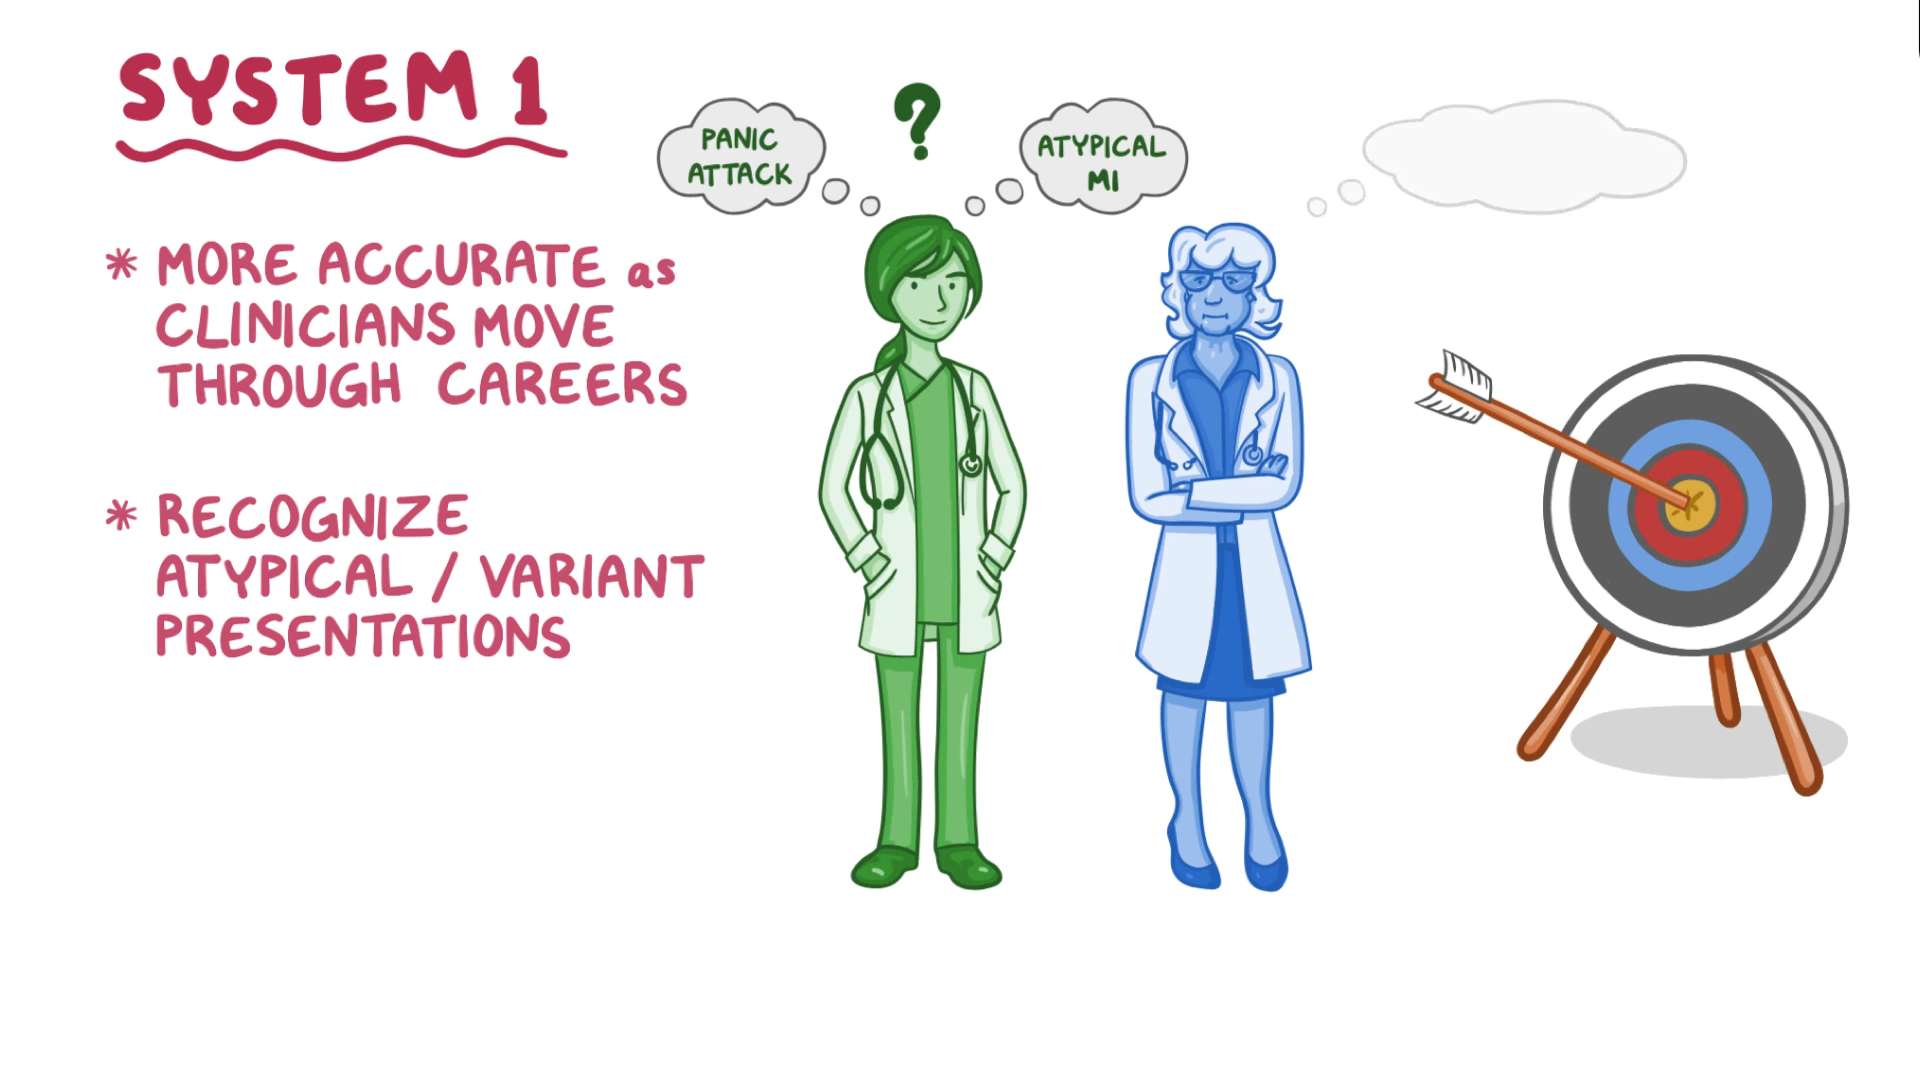 SYSTEM 1
* MORE ACCURATE as
CLINICIANS MOVE
THROUGH CAREERS
* RECOGNIZE
ATYPICAL / VARIANT
PRESENTATIONS
PANIC
ATTACK
?
ATYPICAL
MI